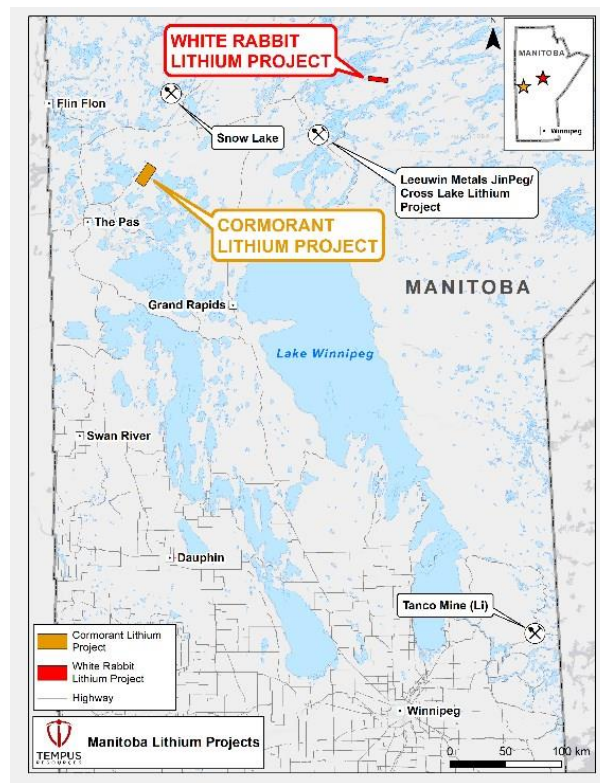 WHITE RABBIT
LITHIUM PROJECT
N
MANITOBA
Winnipeg
Flin Flon
Snow Lake
Leeuwin Metals JinPeg/
Cross Lake Lithium
Project
The Pas
CORMORANT
LITHIUM PROJECT
MANITOBA
Grand Rapids
Lake Winnipeg
Swan River
Dauphin
Tanco Mine (Li)
Cormorant Lithium
Project
White Rabbit
Lithium Project
Highway
Winnipeg
TEMPUS
RESOURCES
Manitoba Lithium Projects
0 50 100 km